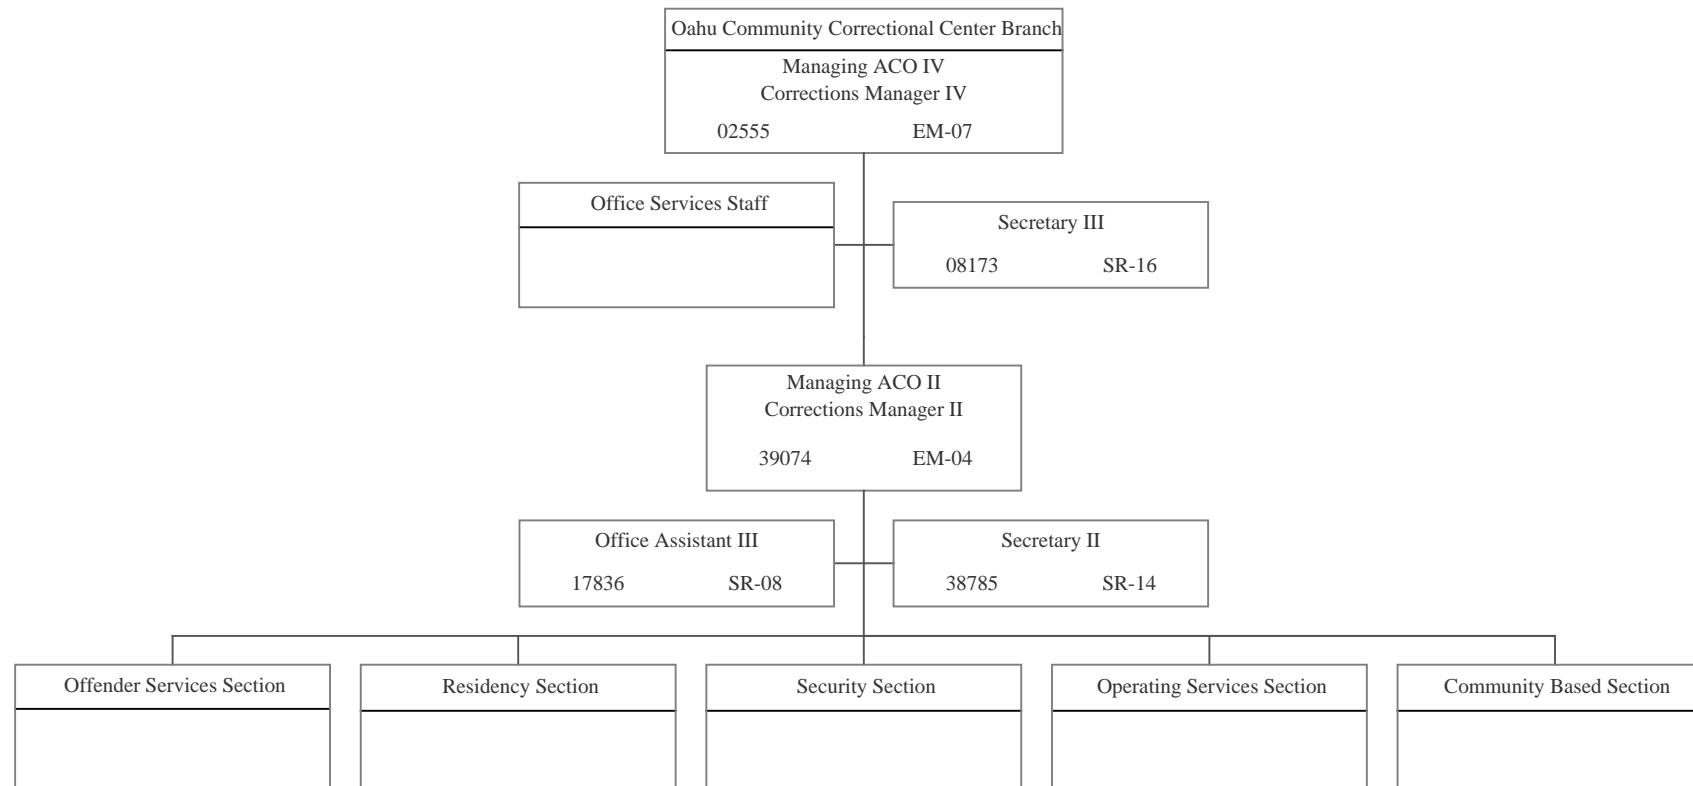 Oahu Community Correctional Center Branch
Managing ACO IV
Corrections Manager IV
02555 EM-07
Office Services Staff
Secretary III
08173 SR-16
Managing ACO II
Corrections Manager II
39074 EM-04
Office Assistant III
17836 SR-08
Secretary II
38785 SR-14
Offender Services Section
Residency Section
Security Section
Operating Services Section
Community Based Section